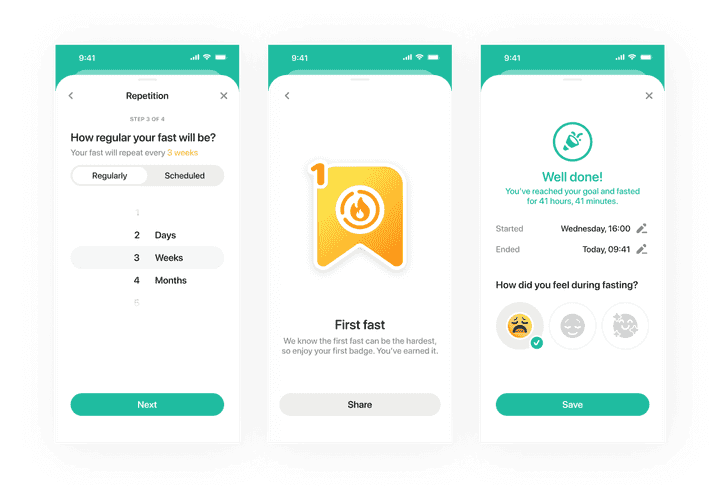 9:41
Repetition
STEP 3 OF 4
How regular your fast will be?
Your fast will repeat every 3 weeks
Regularly Scheduled
1
2 Days
3 Weeks
4 Months
5
Next
9:41
1
First fast
We know the first fast can be the hardest,
so enjoy your first badge. You've earned it.
Share
9:41
Well done!
You've reached your goal and fasted
for 41 hours, 41 minutes.
Started Wednesday, 16:00
Ended Today, 09:41
How did you feel during fasting?
Save